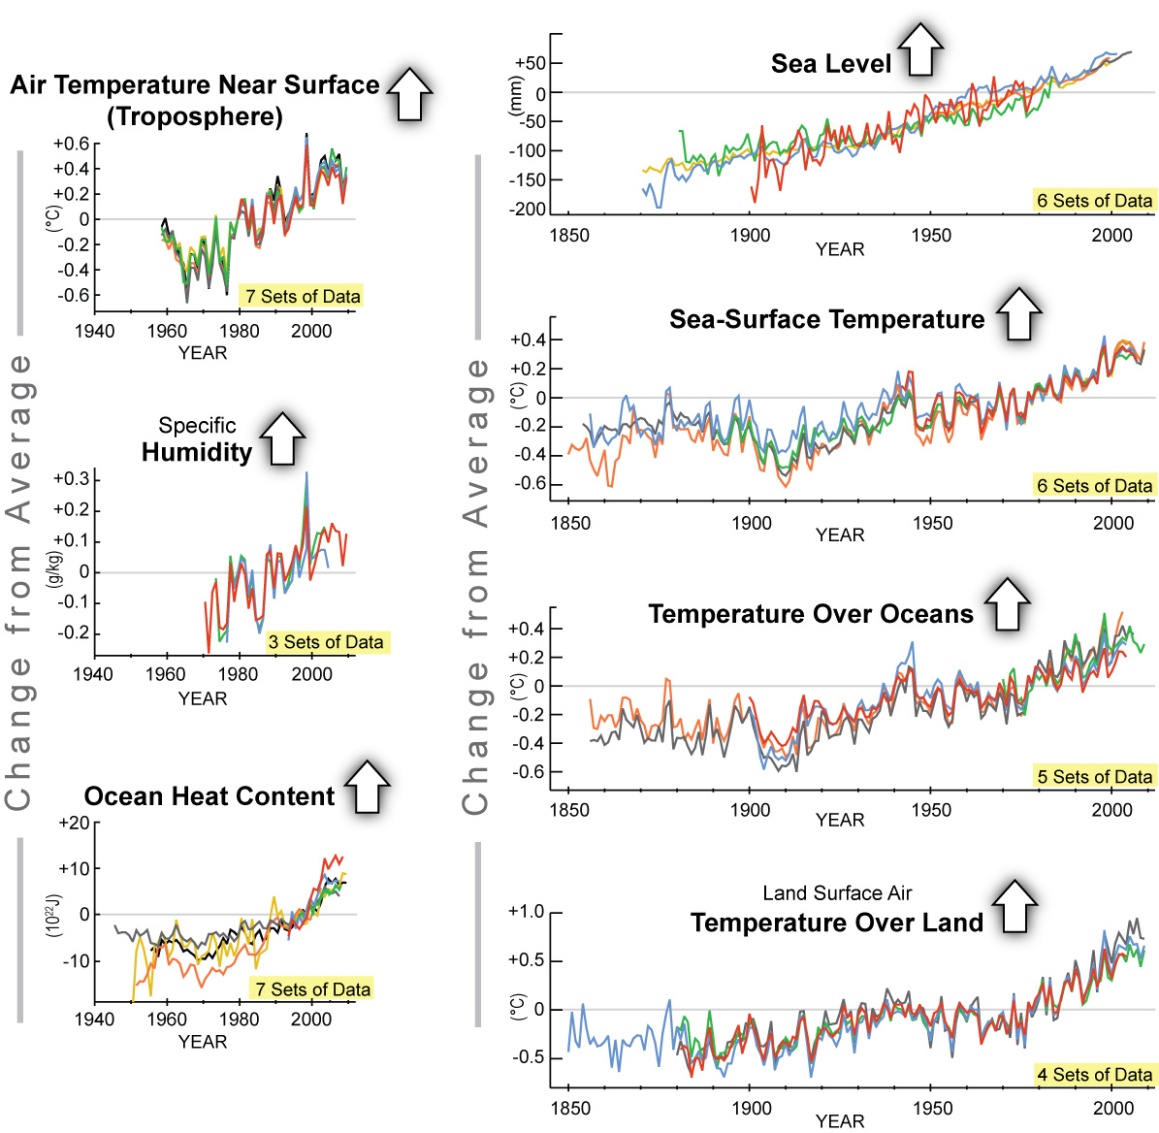 Air Temperature Near Surface
(Troposphere)
+0.6
+0.4
+0.2
0
-0.2
-0.4
-0.6
(°C)
7 Sets of Data
1940 1960 1980 2000
YEAR
Specific
Humidity
+0.3
+0.2
+0.1
0
-0.1
-0.2
(g/kg)
3 Sets of Data
1940 1960 1980 2000
YEAR
Ocean Heat Content
+20
+10
0
-10
(10²²J)
7 Sets of Data
1940 1960 1980 2000
YEAR
Change from Average
Sea Level
+50
0
-50
-100
-150
-200
(mm)
6 Sets of Data
1850 1900 1950 2000
YEAR
Sea-Surface Temperature
+0.4
+0.2
0
-0.2
-0.4
-0.6
(°C)
6 Sets of Data
1850 1900 1950 2000
YEAR
Temperature Over Oceans
+0.4
+0.2
0
-0.2
-0.4
-0.6
(°C)
5 Sets of Data
1850 1900 1950 2000
YEAR
Land Surface Air
Temperature Over Land
+1.0
+0.5
0
-0.5
(°C)
4 Sets of Data
1850 1900 1950 2000
YEAR
Change from Average